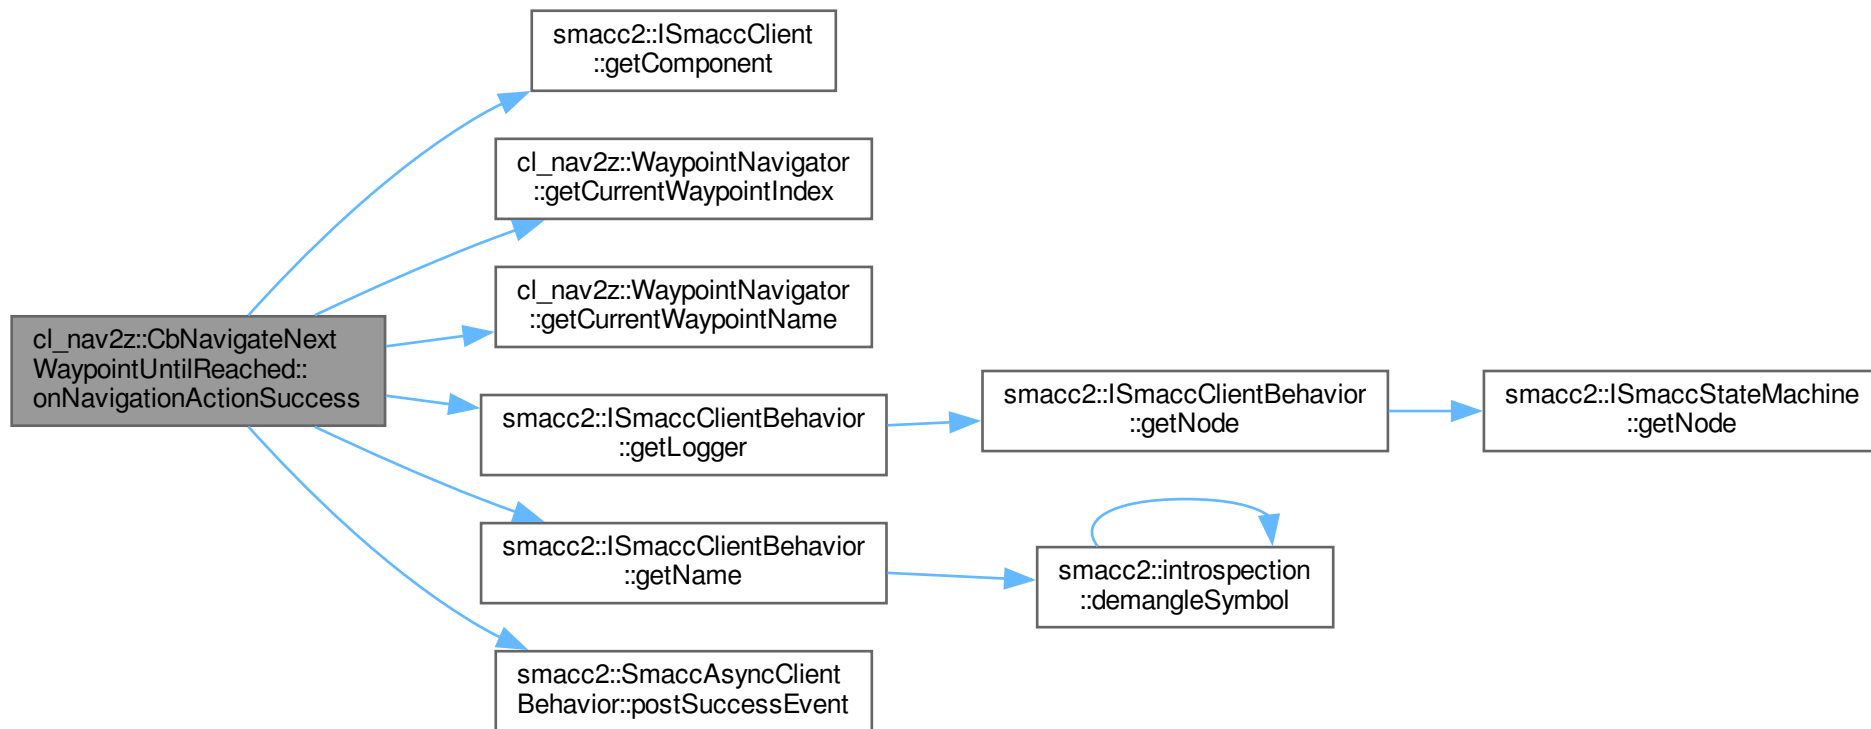 smacc2::ISmaccClient
::getComponent
cl_nav2z::WaypointNavigator
::getCurrentWaypointIndex
cl_nav2z::WaypointNavigator
::getCurrentWaypointName
cl_nav2z::CbNavigateNext
WaypointUntilReached::
onNavigationActionSuccess
smacc2::ISmaccClientBehavior
::getLogger
smacc2::ISmaccClientBehavior
::getNode
smacc2::ISmaccStateMachine
::getNode
smacc2::ISmaccClientBehavior
::getName
smacc2::introspection
::demangleSymbol
smacc2::SmaccAsyncClient
Behavior::postSuccessEvent